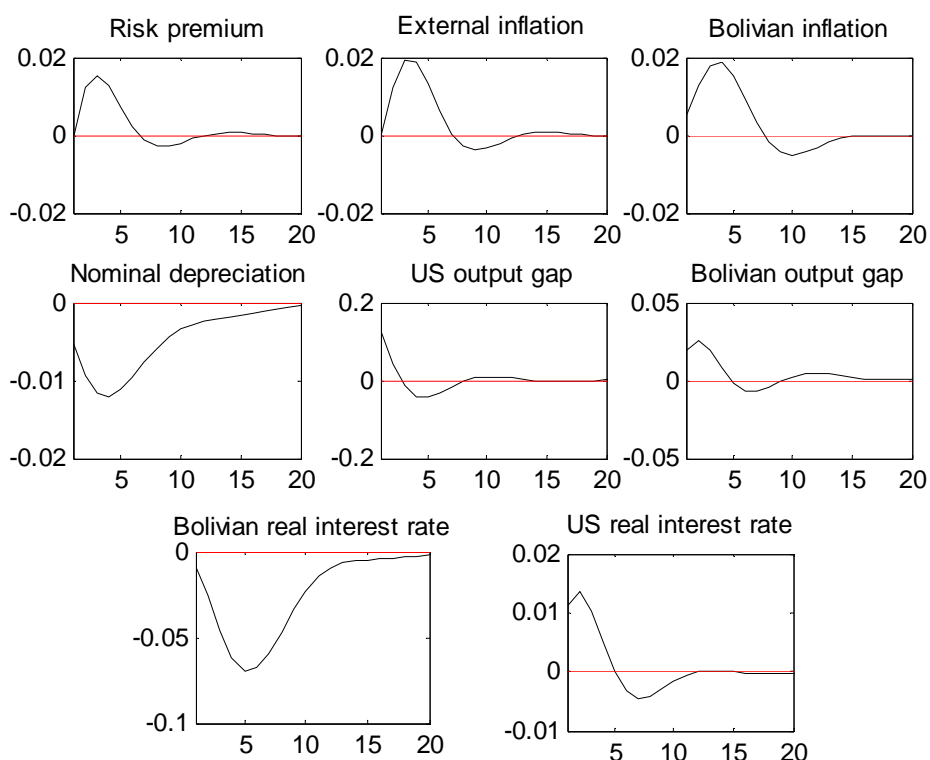 Risk premium
External inflation
Bolivian inflation
0.02
0
-0.02
5 10 15 20
0.02
0
-0.02
5 10 15 20
0.02
0
-0.02
5 10 15 20
Nominal depreciation
US output gap
Bolivian output gap
0
-0.01
-0.02
5 10 15 20
0.2
0
-0.2
5 10 15 20
0.05
0
-0.05
5 10 15 20
Bolivian real interest rate
US real interest rate
0
-0.05
-0.1
5 10 15 20
0.02
0.01
0
-0.01
5 10 15 20